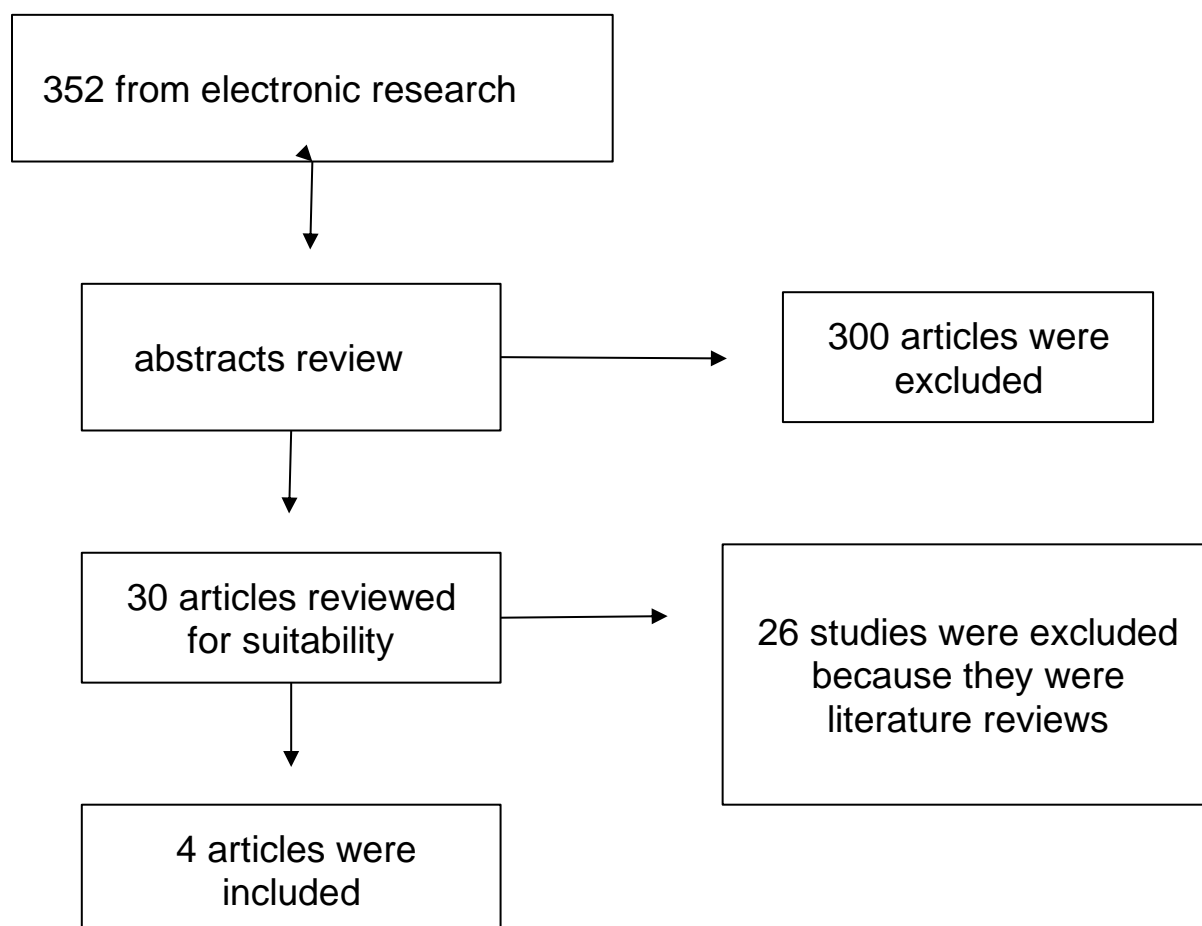 352 from electronic research
abstracts review
300 articles were
excluded
30 articles reviewed
for suitability
26 studies were excluded
because they were
literature reviews
4 articles were
included